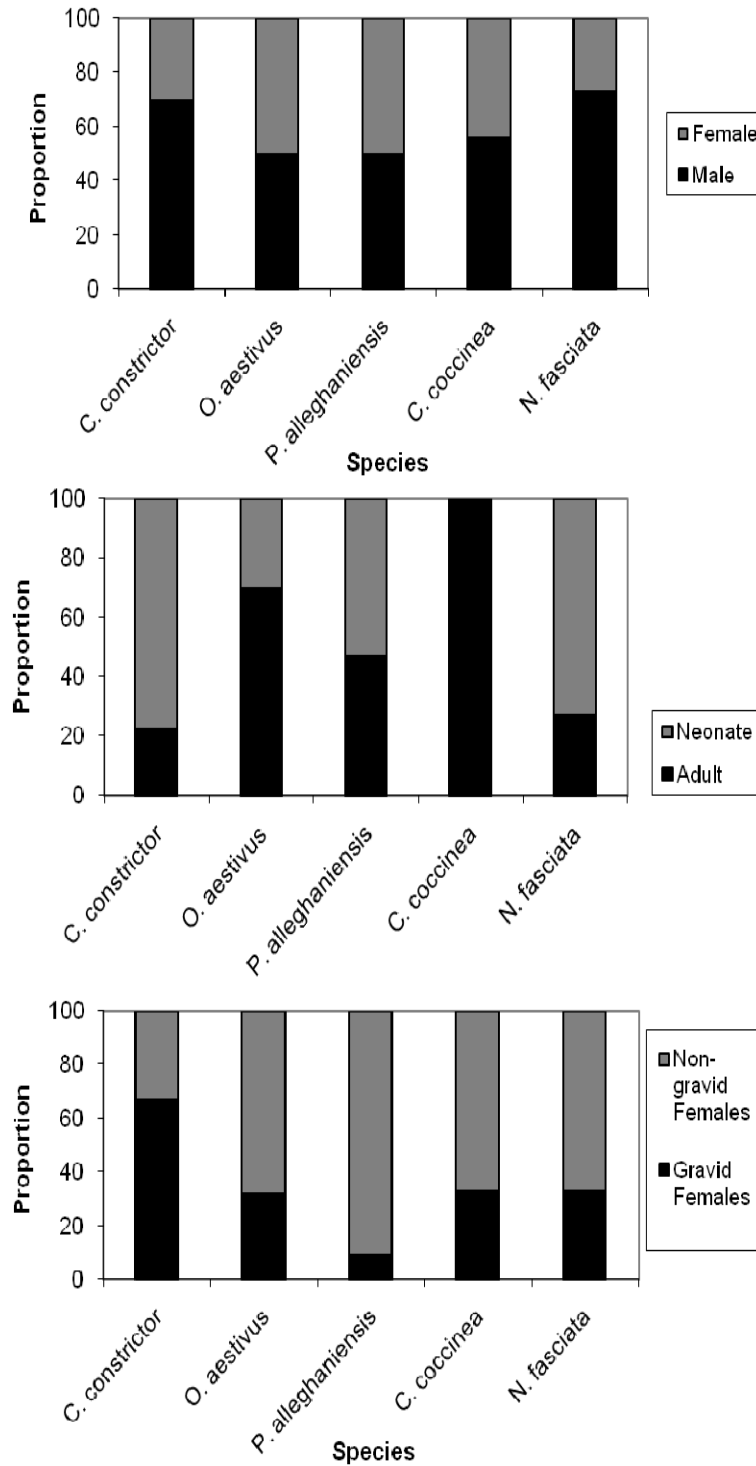 100
80
60
40
20
0
Proportion
C. constrictor
O. aestivus
P. alleghaniensis
C. coccinea
N. fasciata
Species
Female
Male
100
80
60
40
20
0
Proportion
C. constrictor
O. aestivus
P. alleghaniensis
C. coccinea
N. fasciata
Neonate
Adult
100
80
60
40
20
0
Proportion
C. constrictor
O. aestivus
P. alleghaniensis
C. coccinea
N. fasciata
Species
Non-
gravid
Females
Gravid
Females